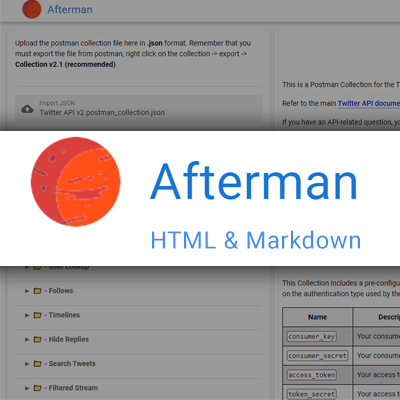 Afterman
Upload the postman collection file here in .json format. Remember that you
must export the file from postman, right click on the collection -> export ->
Collection v2.1 (recommended)
Import JSON
Twitter API v2.postman_collection.json
This is a Postman Collection for the T
Refer to the main Twitter API docume
If you have an API-related question, yo
Afterman
HTML & Markdown
- User Lookup
- Follows
- Timelines
- Hide Replies
- Search Tweets
- Filtered Stream
This Collection includes a pre-configu
on the authentication type used by the
Name Descri
consumer_key Your consume
consumer_secret Your consume
access_token Your access t
token_secret Your access t